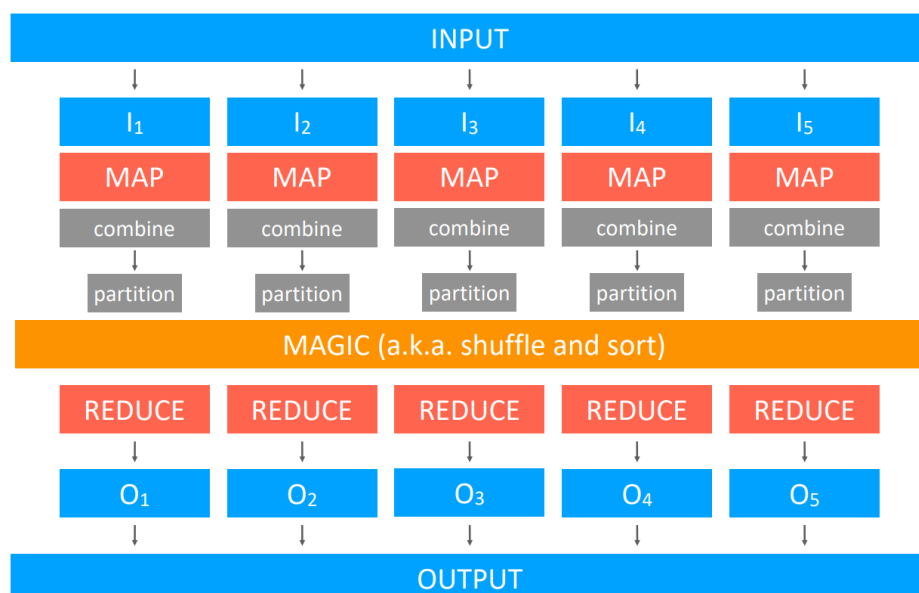 INPUT
I₁ I₂ I₃ I₄ I₅
MAP MAP MAP MAP MAP
combine combine combine combine combine
partition partition partition partition partition
MAGIC (a.k.a. shuffle and sort)
REDUCE REDUCE REDUCE REDUCE REDUCE
O₁ O₂ O₃ O₄ O₅
OUTPUT